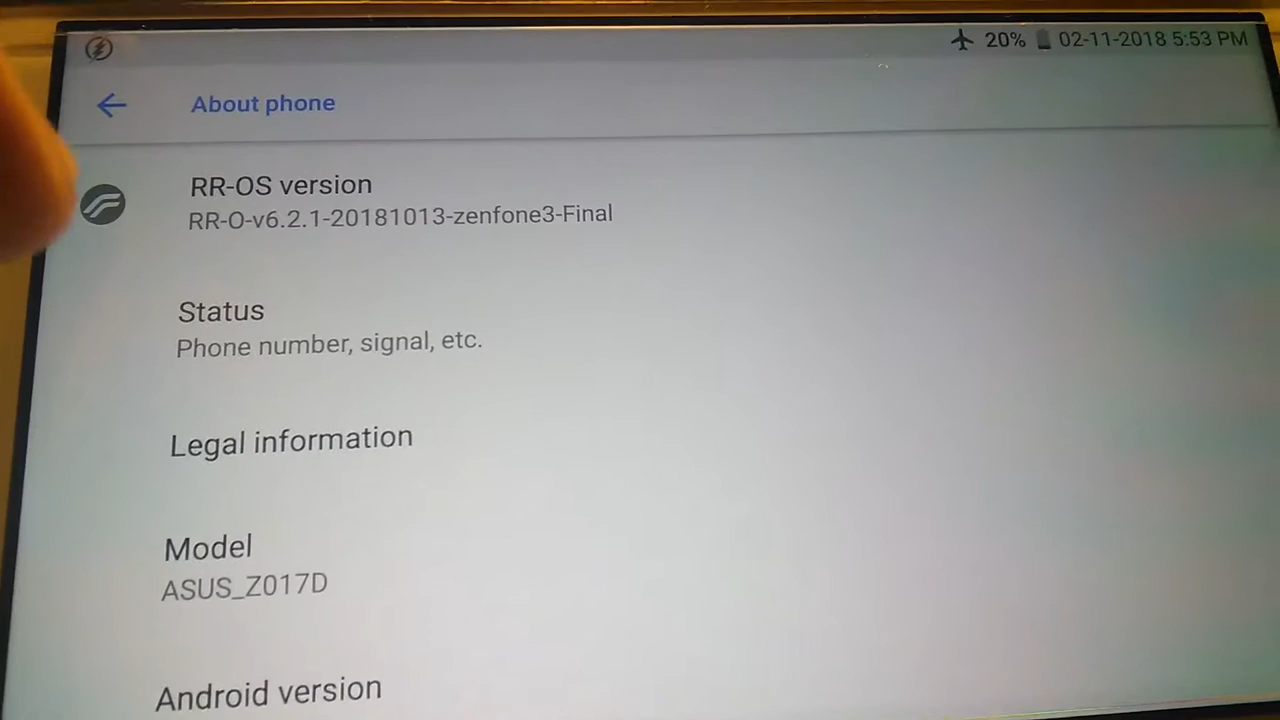 20% 02-11-2018 5:53 PM
About phone
RR-OS version
RR-O-v6.2.1-20181013-zenfone3-Final
Status
Phone number, signal, etc.
Legal information
Model
ASUS_Z017D
Android version